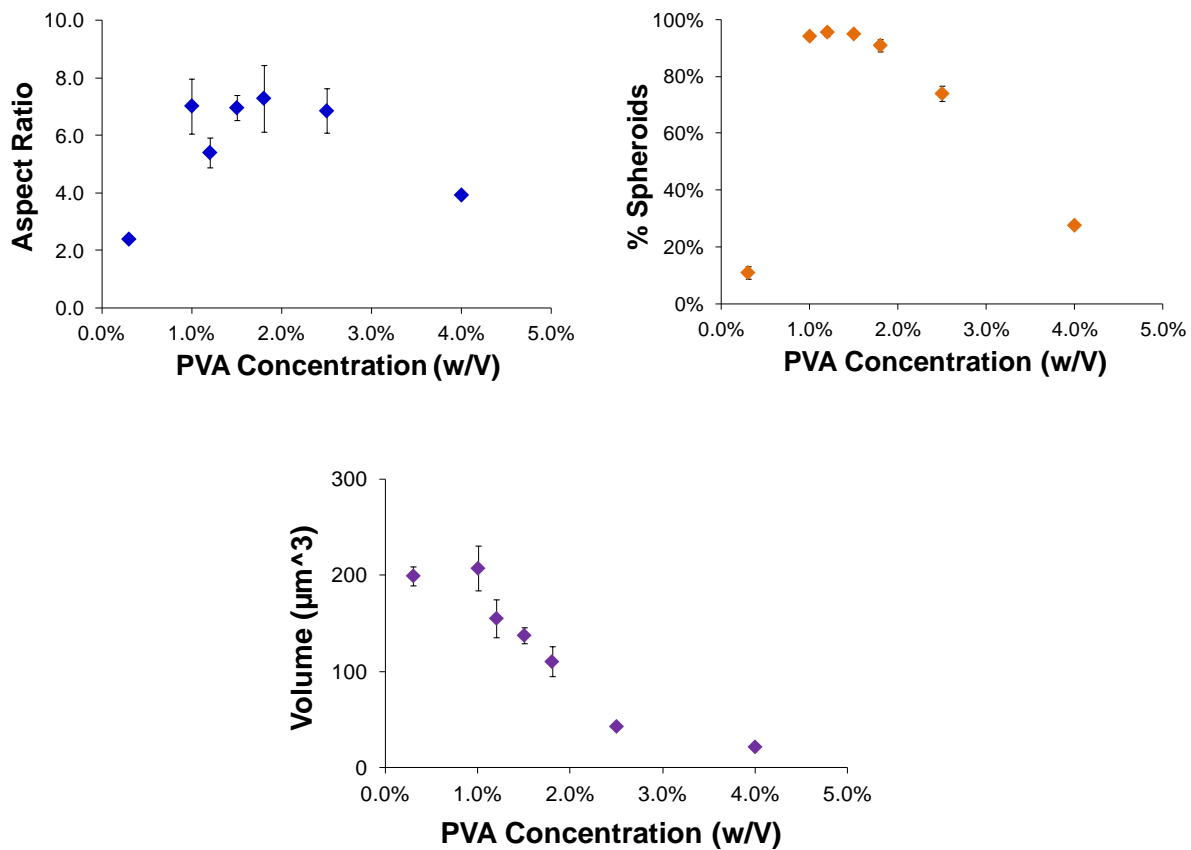 10.0
8.0
6.0
4.0
2.0
0.0
Aspect Ratio
0.0% 1.0% 2.0% 3.0% 4.0% 5.0%
PVA Concentration (w/V)
100%
80%
60%
40%
20%
0%
% Spheroids
0.0% 1.0% 2.0% 3.0% 4.0% 5.0%
PVA Concentration (w/V)
300
200
100
0
Volume (µm^3)
0.0% 1.0% 2.0% 3.0% 4.0% 5.0%
PVA Concentration (w/V)